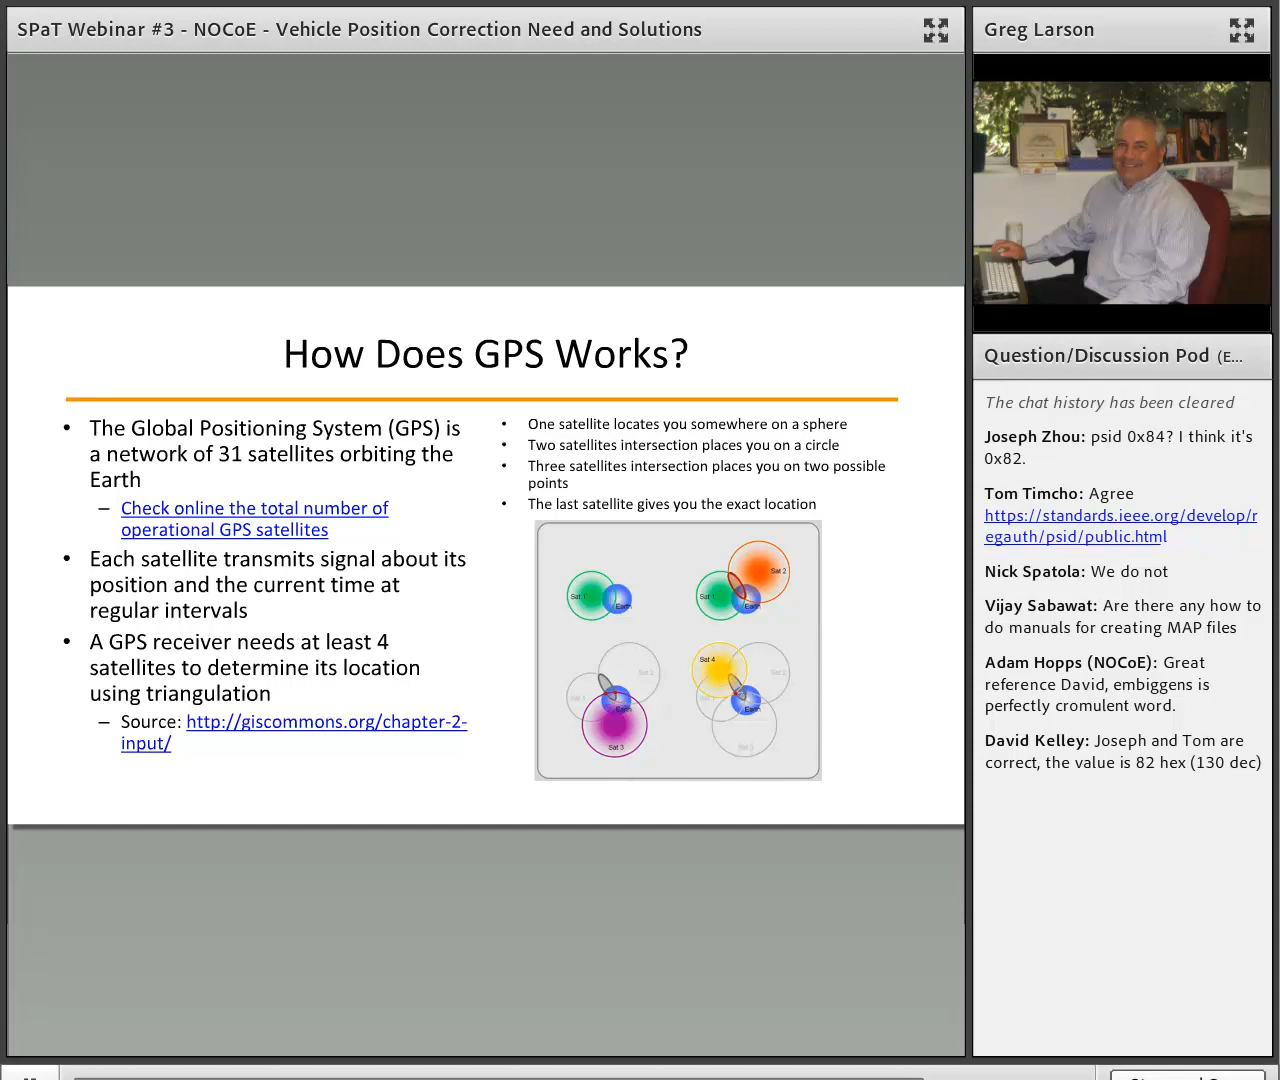 SPaT Webinar #3 - NOCoE - Vehicle Position Correction Need and Solutions
How Does GPS Works?
• The Global Positioning System (GPS) is
a network of 31 satellites orbiting the
Earth
– Check online the total number of
operational GPS satellites
• Each satellite transmits signal about its
position and the current time at
regular intervals
• A GPS receiver needs at least 4
satellites to determine its location
using triangulation
– Source: http://giscommons.org/chapter-2-
input/
• One satellite locates you somewhere on a sphere
• Two satellites intersection places you on a circle
• Three satellites intersection places you on two possible
points
• The last satellite gives you the exact location
Sat 1
Earth
Sat 2
Sat 1
Earth
Sat 2
Sat 1
Earth
Sat 3
Sat 4
Sat 2
Earth
Sat 3
Greg Larson
Question/Discussion Pod (E...
The chat history has been cleared
Joseph Zhou: psid 0x84? I think it's
0x82.
Tom Timcho: Agree
https://standards.ieee.org/develop/r
egauth/psid/public.html
Nick Spatola: We do not
Vijay Sabawat: Are there any how to
do manuals for creating MAP files
Adam Hopps (NOCoE): Great
reference David, embiggens is
perfectly cromulent word.
David Kelley: Joseph and Tom are
correct, the value is 82 hex (130 dec)